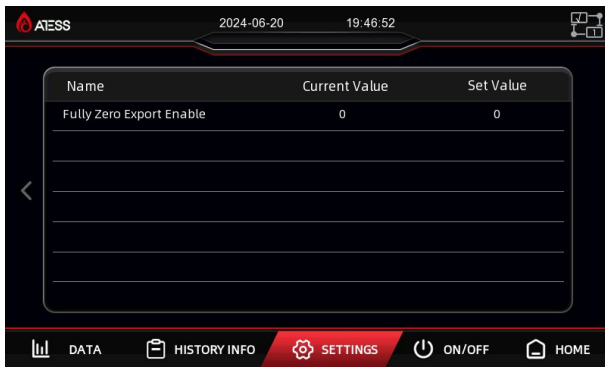 ATESS 2024-06-20 19:46:52
1
Name Current Value Set Value
Fully Zero Export Enable 0 0
DATA HISTORY INFO SETTINGS ON/OFF HOME